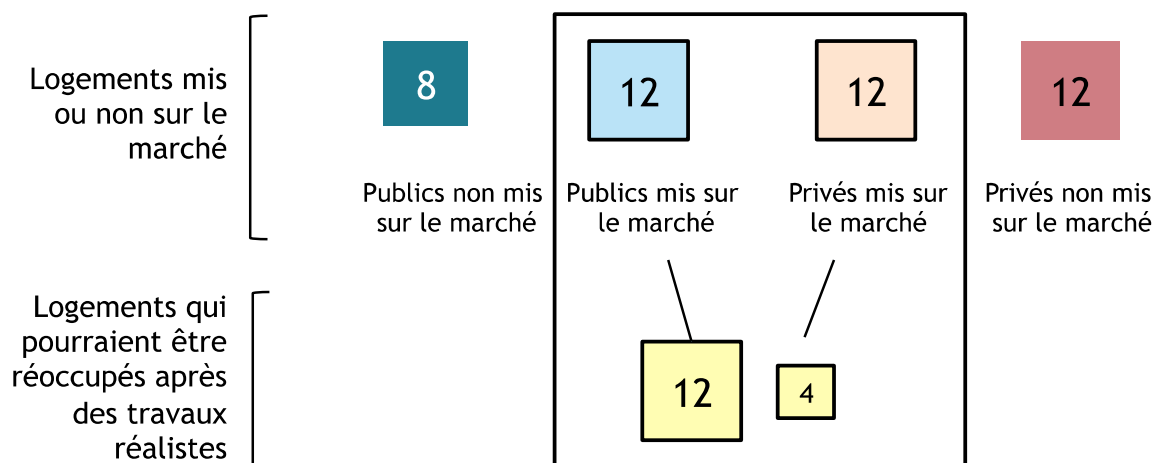 Logements mis
ou non sur le
marché
8
12
12
12
Publics non mis
sur le marché
Publics mis sur
le marché
Privés mis sur
le marché
Privés non mis
sur le marché
Logements qui
pourraient être
réoccupés après
des travaux
réalistes
12
4